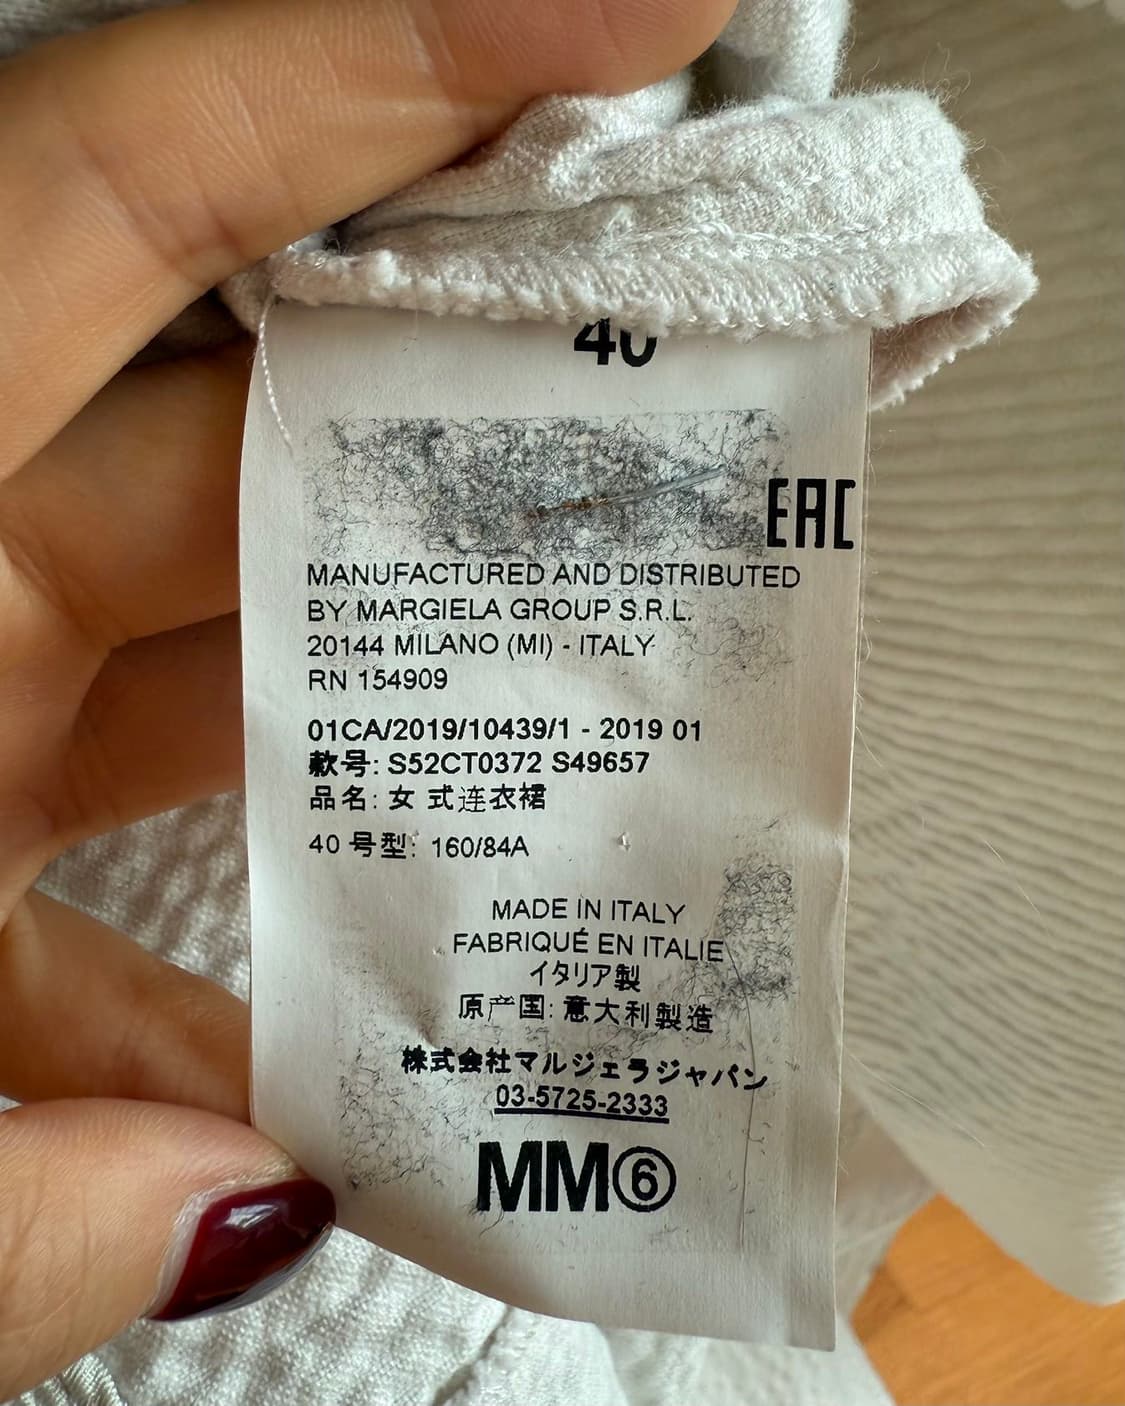 40
EAC
MANUFACTURED AND DISTRIBUTED
BY MARGIELA GROUP S.R.L.
20144 MILANO (MI) - ITALY
RN 154909
01CA/2019/10439/1 - 2019 01
款号: S52CT0372 S49657
品名: 女 式连衣裙
40 号型: 160/84A
MADE IN ITALY
FABRIQUÉ EN ITALIE
イタリア製
原产国: 意大利製造
株式会社マルジェラジャパン
03-5725-2333
MM⑥